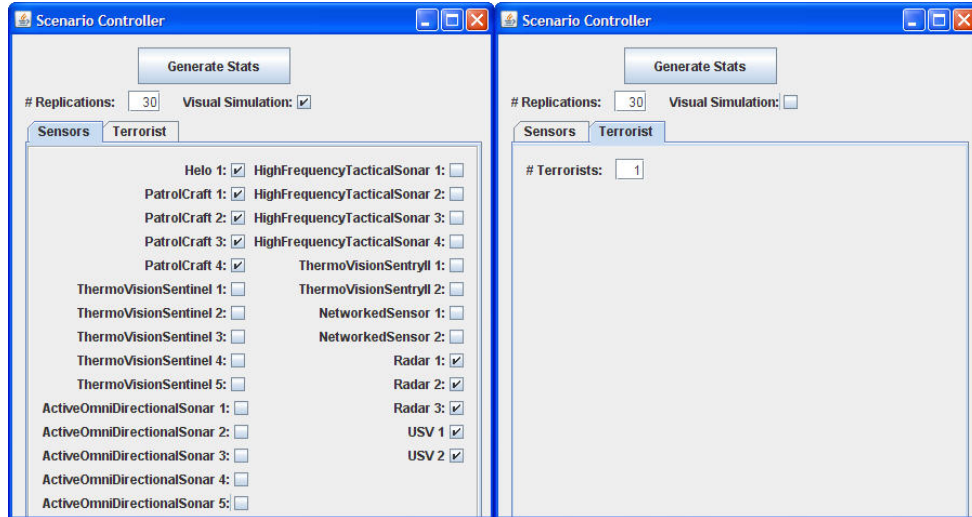 Scenario Controller
Generate Stats
# Replications: 30 Visual Simulation:
Sensors Terrorist
Helo 1: HighFrequencyTacticalSonar 1:
PatrolCraft 1: HighFrequencyTacticalSonar 2:
PatrolCraft 2: HighFrequencyTacticalSonar 3:
PatrolCraft 3: HighFrequencyTacticalSonar 4:
PatrolCraft 4: ThermoVisionSentryII 1:
ThermoVisionSentinel 1: ThermoVisionSentryII 2:
ThermoVisionSentinel 2: NetworkedSensor 1:
ThermoVisionSentinel 3: NetworkedSensor 2:
ThermoVisionSentinel 4: Radar 1:
ThermoVisionSentinel 5: Radar 2:
ActiveOmniDirectionalSonar 1: Radar 3:
ActiveOmniDirectionalSonar 2: USV 1
ActiveOmniDirectionalSonar 3: USV 2
ActiveOmniDirectionalSonar 4:
ActiveOmniDirectionalSonar 5:
Scenario Controller
Generate Stats
# Replications: 30 Visual Simulation:
Sensors Terrorist
# Terrorists: 1